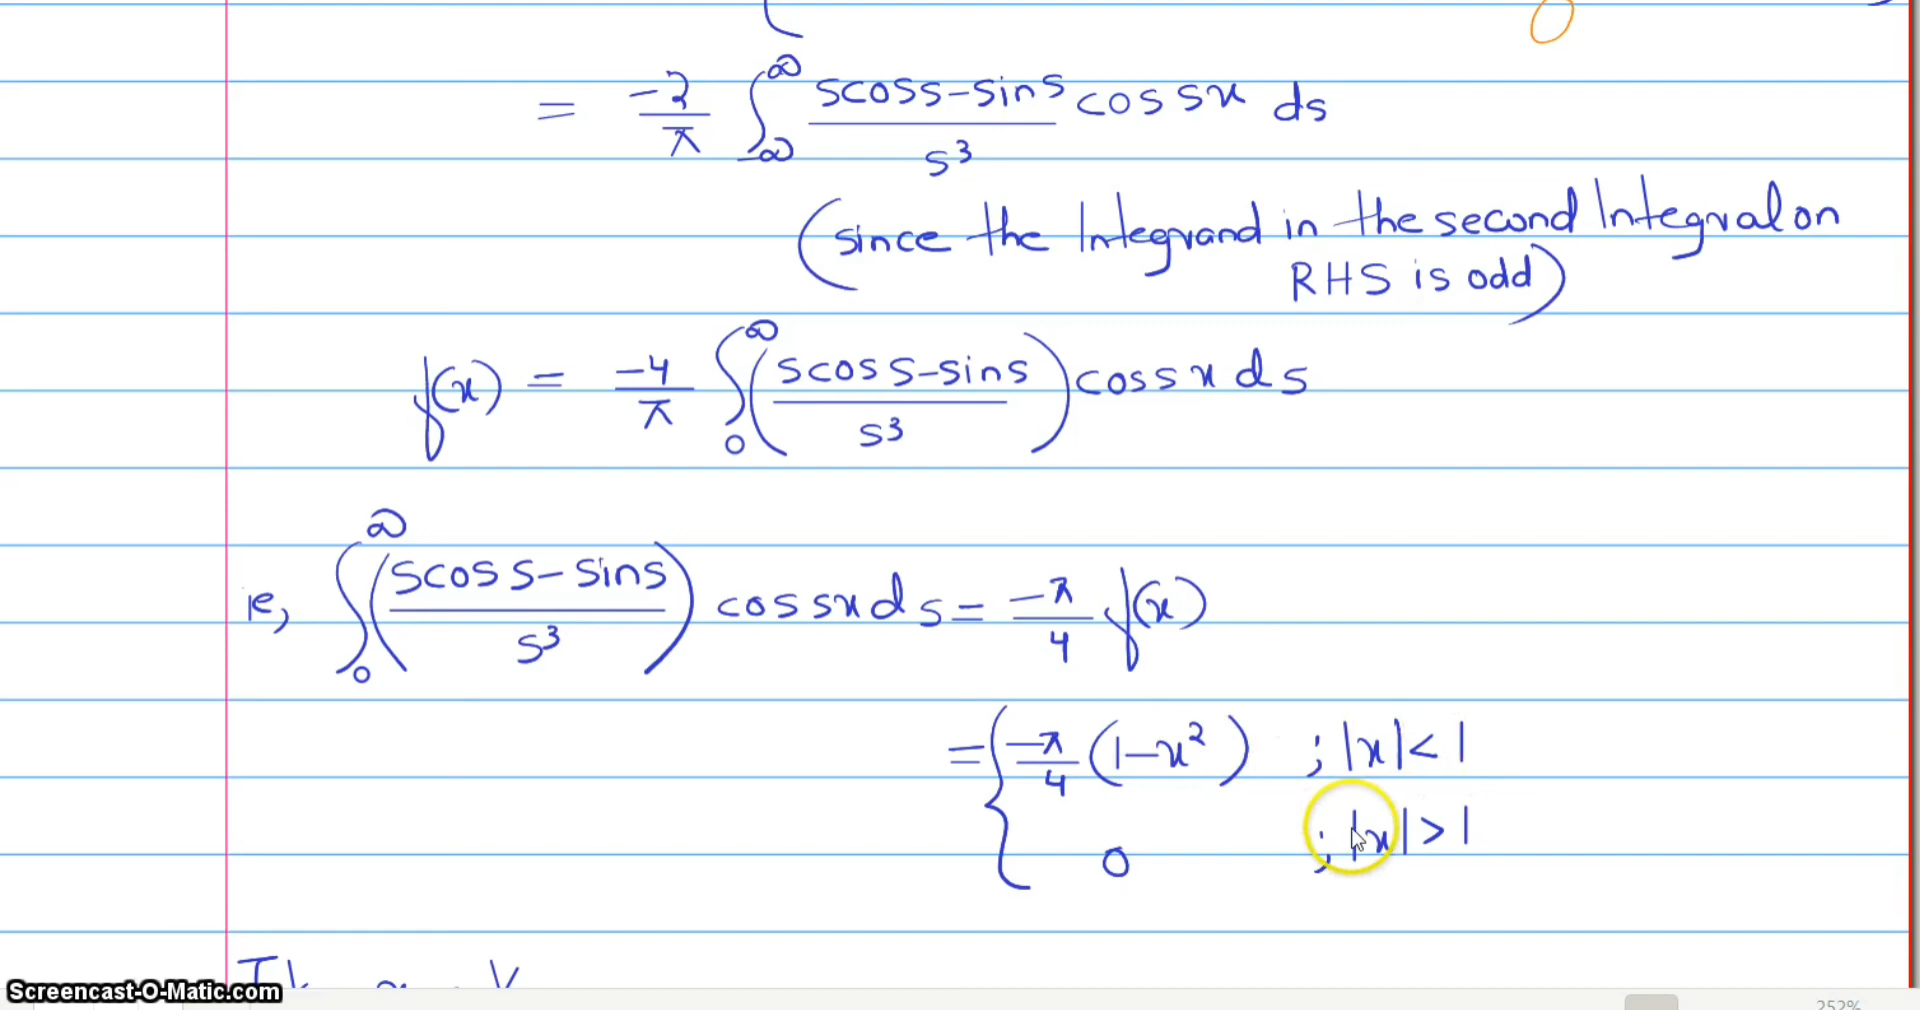 = -2/π ∫_{-∞}^{∞} (s cos s - sin s)/s³ cos sx ds
(since the Integrand in the second Integral on
RHS is odd)
f(x) = -4/π ∫_0^∞ ((s cos s - sin s)/s³) cos sx ds
ie, ∫_0^∞ ((s cos s - sin s)/s³) cos sx ds = -π/4 f(x)
= { -π/4 (1-x²) ; |x| < 1
0 ; |x| > 1
Screencast-O-Matic.com
252%